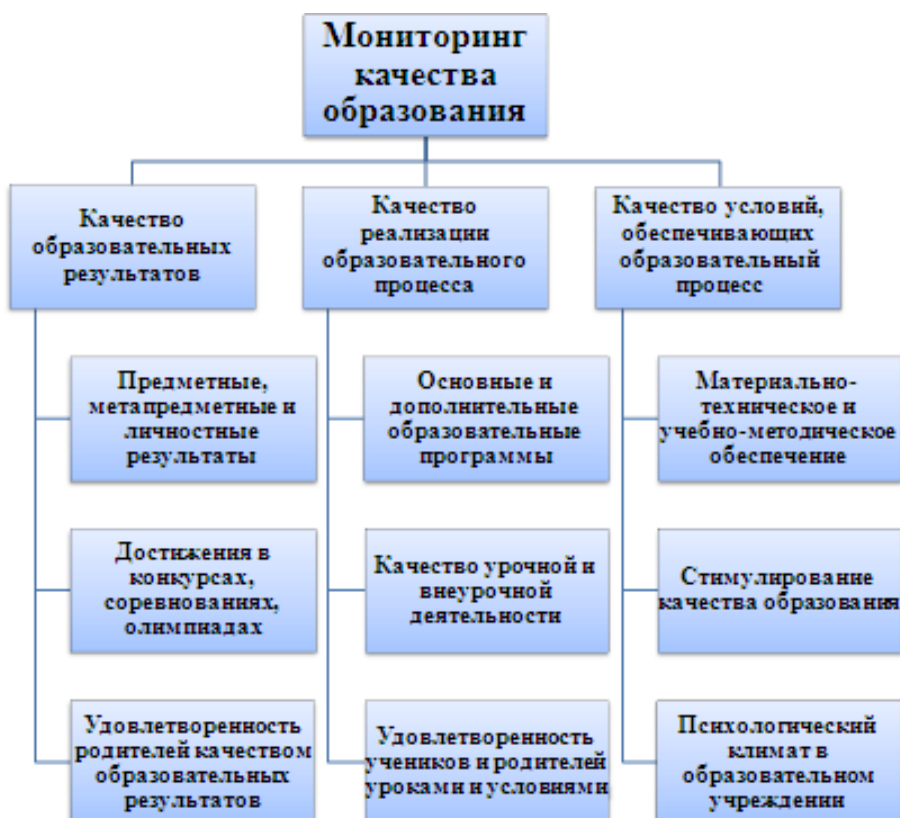 Мониторинг
качества
образования
Качество
образовательных
результатов
Качество
реализации
образовательного
процесса
Качество условий,
обеспечивающих
образовательный
процесс
Предметные,
метапредметные и
личностные
результаты
Основные и
дополнительные
образовательные
программы
Материально-
техническое и
учебно-методическое
обеспечение
Достижения в
конкурсах,
соревнованиях,
олимпиадах
Качество урочной и
внеурочной
деятельности
Стимулирование
качества образования
Удовлетворенность
родителей качеством
образовательных
результатов
Удовлетворенность
учеников и родителей
уроками и условиями
Психологический
климат в
образовательном
учреждении